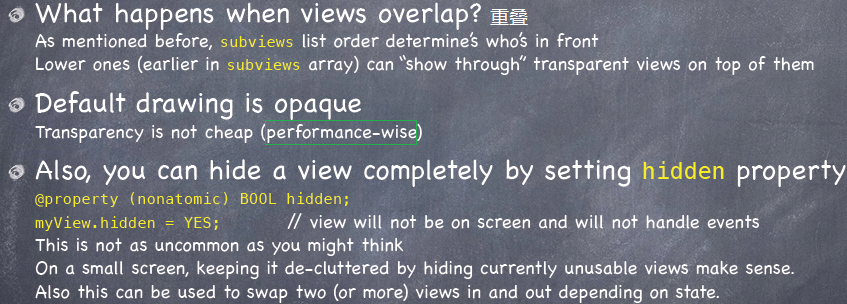 What happens when views overlap? 重叠
As mentioned before, subviews list order determine's who's in front
Lower ones (earlier in subviews array) can "show through" transparent views on top of them
Default drawing is opaque
Transparency is not cheap (performance-wise)
Also, you can hide a view completely by setting hidden property
@property (nonatomic) BOOL hidden;
myView.hidden = YES; // view will not be on screen and will not handle events
This is not as uncommon as you might think
On a small screen, keeping it de-cluttered by hiding currently unusable views make sense.
Also this can be used to swap two (or more) views in and out depending on state.